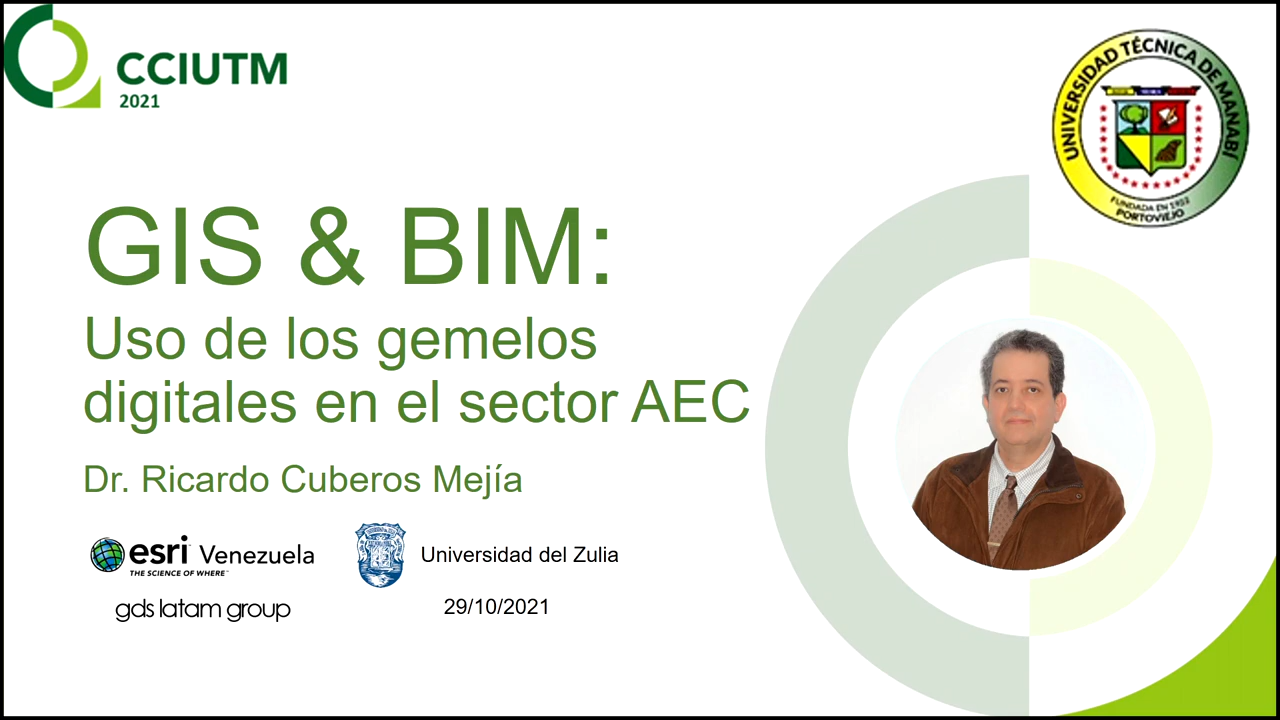 CCIUTM
2021
UNIVERSIDAD TÉCNICA DE MANABÍ
FUNDADA EN 1952
PORTOVIEJO
GIS & BIM:
Uso de los gemelos
digitales en el sector AEC
Dr. Ricardo Cuberos Mejía
esri Venezuela
THE SCIENCE OF WHERE™
Universidad del Zulia
gds latam group
29/10/2021